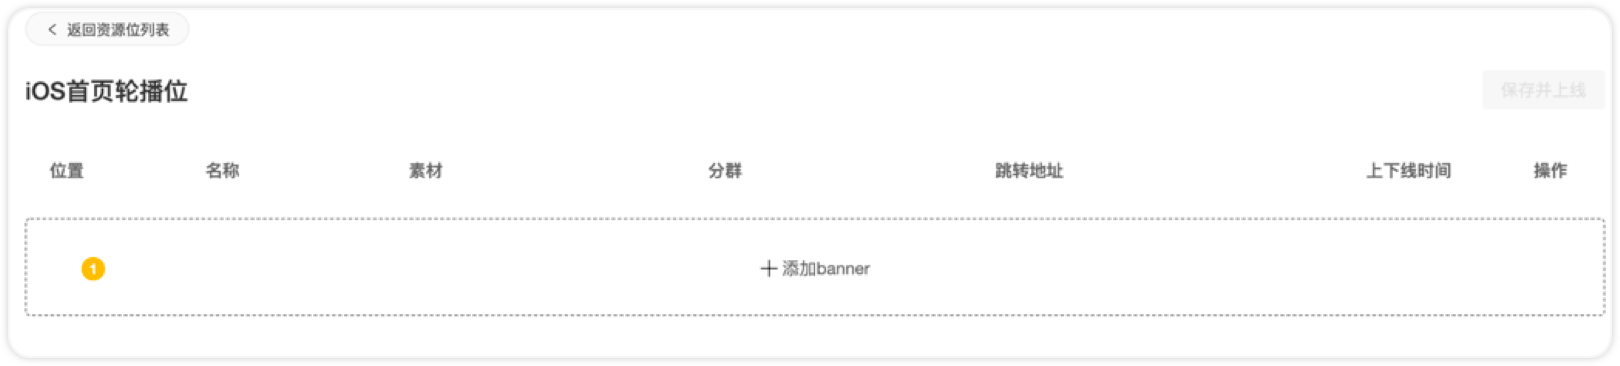 返回资源位列表
iOS首页轮播位
保存并上线
位置 名称 素材 分群 跳转地址 上下线时间 操作
1 添加banner